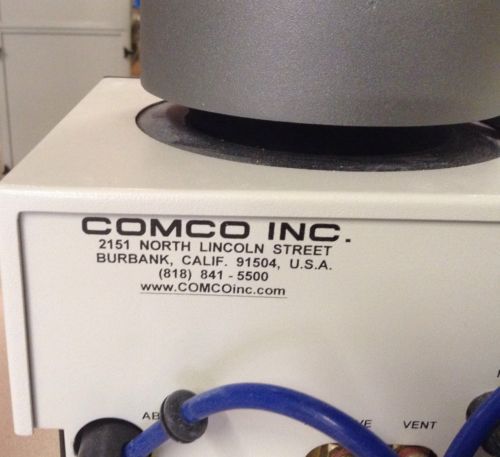 COMCO INC.
2151 NORTH LINCOLN STREET
BURBANK, CALIF. 91504, U.S.A.
(818) 841 - 5500
www.COMCOinc.com
VENT